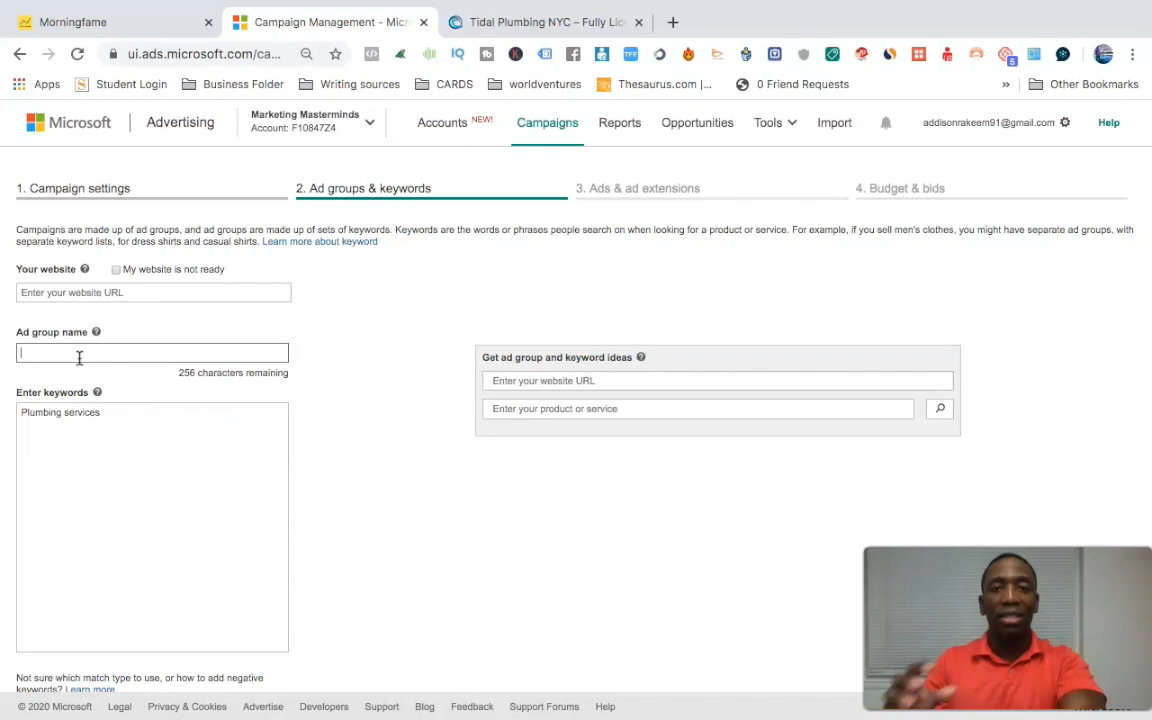 Morningfame
Campaign Management - Micr
Tidal Plumbing NYC – Fully Lice
ui.ads.microsoft.com/ca...
Apps
Student Login
Business Folder
Writing sources
CARDS
worldventures
Thesaurus.com |...
0 Friend Requests
»
Other Bookmarks
Microsoft
Advertising
Marketing Masterminds
Account: F10847Z4
Accounts NEW!
Campaigns
Reports
Opportunities
Tools
Import
addisonrakeem91@gmail.com
Help
1. Campaign settings
2. Ad groups & keywords
3. Ads & ad extensions
4. Budget & bids
Campaigns are made up of ad groups, and ad groups are made up of sets of keywords. Keywords are the words or phrases people search on when looking for a product or service. For example, if you sell men's clothes, you might have separate ad groups, with
separate keyword lists, for dress shirts and casual shirts. Learn more about keyword
Your website
My website is not ready
Enter your website URL
Ad group name
256 characters remaining
Get ad group and keyword ideas
Enter your website URL
Enter your product or service
Enter keywords
Plumbing services
Not sure which match type to use, or how to add negative
keywords? Learn more
© 2020 Microsoft
Legal
Privacy & Cookies
Advertise
Developers
Support
Blog
Feedback
Support Forums
Help